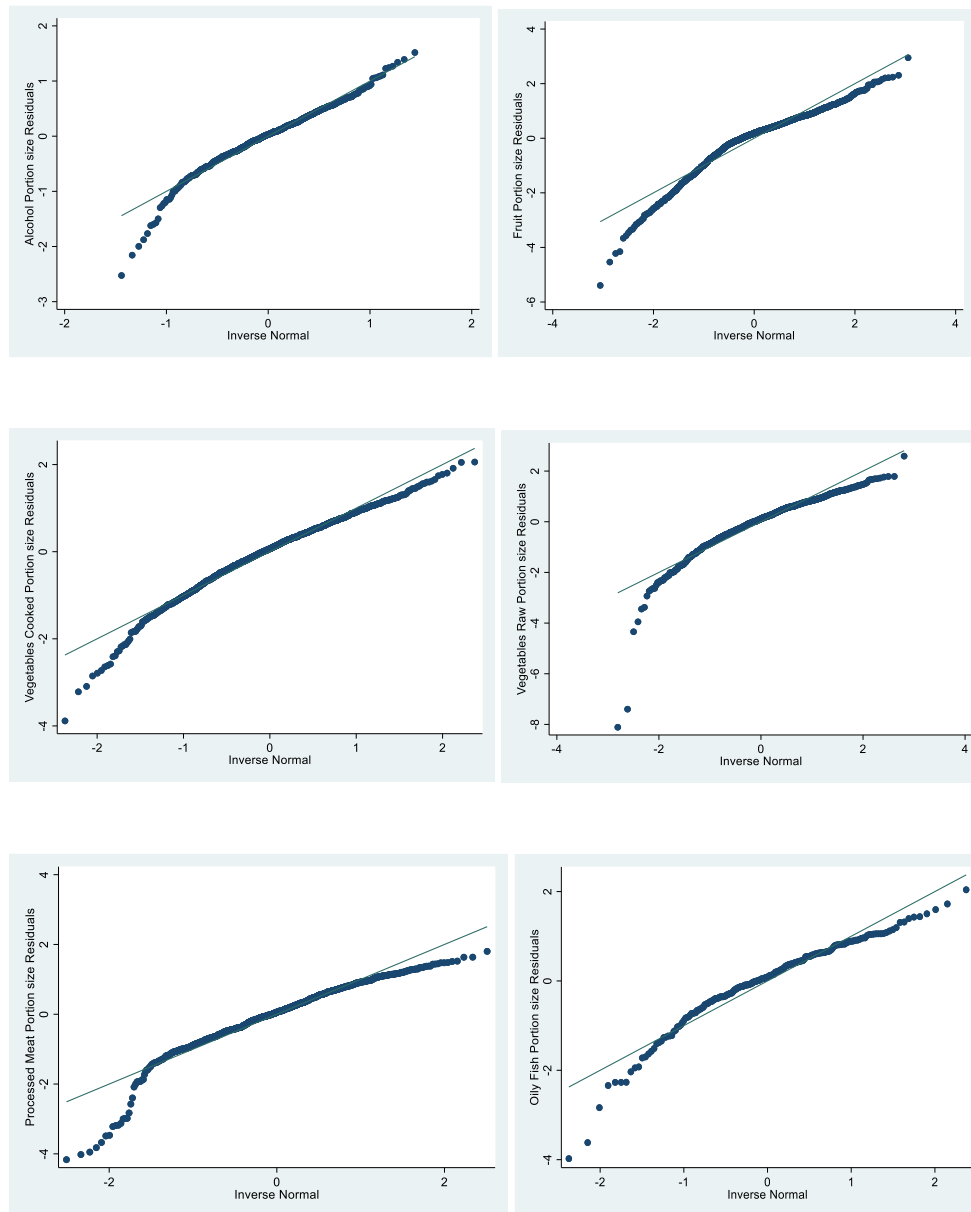 Alcohol Portion size Residuals
2
1
0
-1
-2
-3
-2 -1 0 1 2
Inverse Normal
Fruit Portion size Residuals
4
2
0
-2
-4
-6
-4 -2 0 2 4
Inverse Normal
Vegetables Cooked Portion size Residuals
2
0
-2
-4
-2 -1 0 1 2
Inverse Normal
Vegetables Raw Portion size Residuals
2
0
-2
-4
-6
-8
-4 -2 0 2 4
Inverse Normal
Processed Meat Portion size Residuals
4
2
0
-2
-4
-2 0 2
Inverse Normal
Oily Fish Portion size Residuals
2
0
-2
-4
-2 -1 0 1 2
Inverse Normal